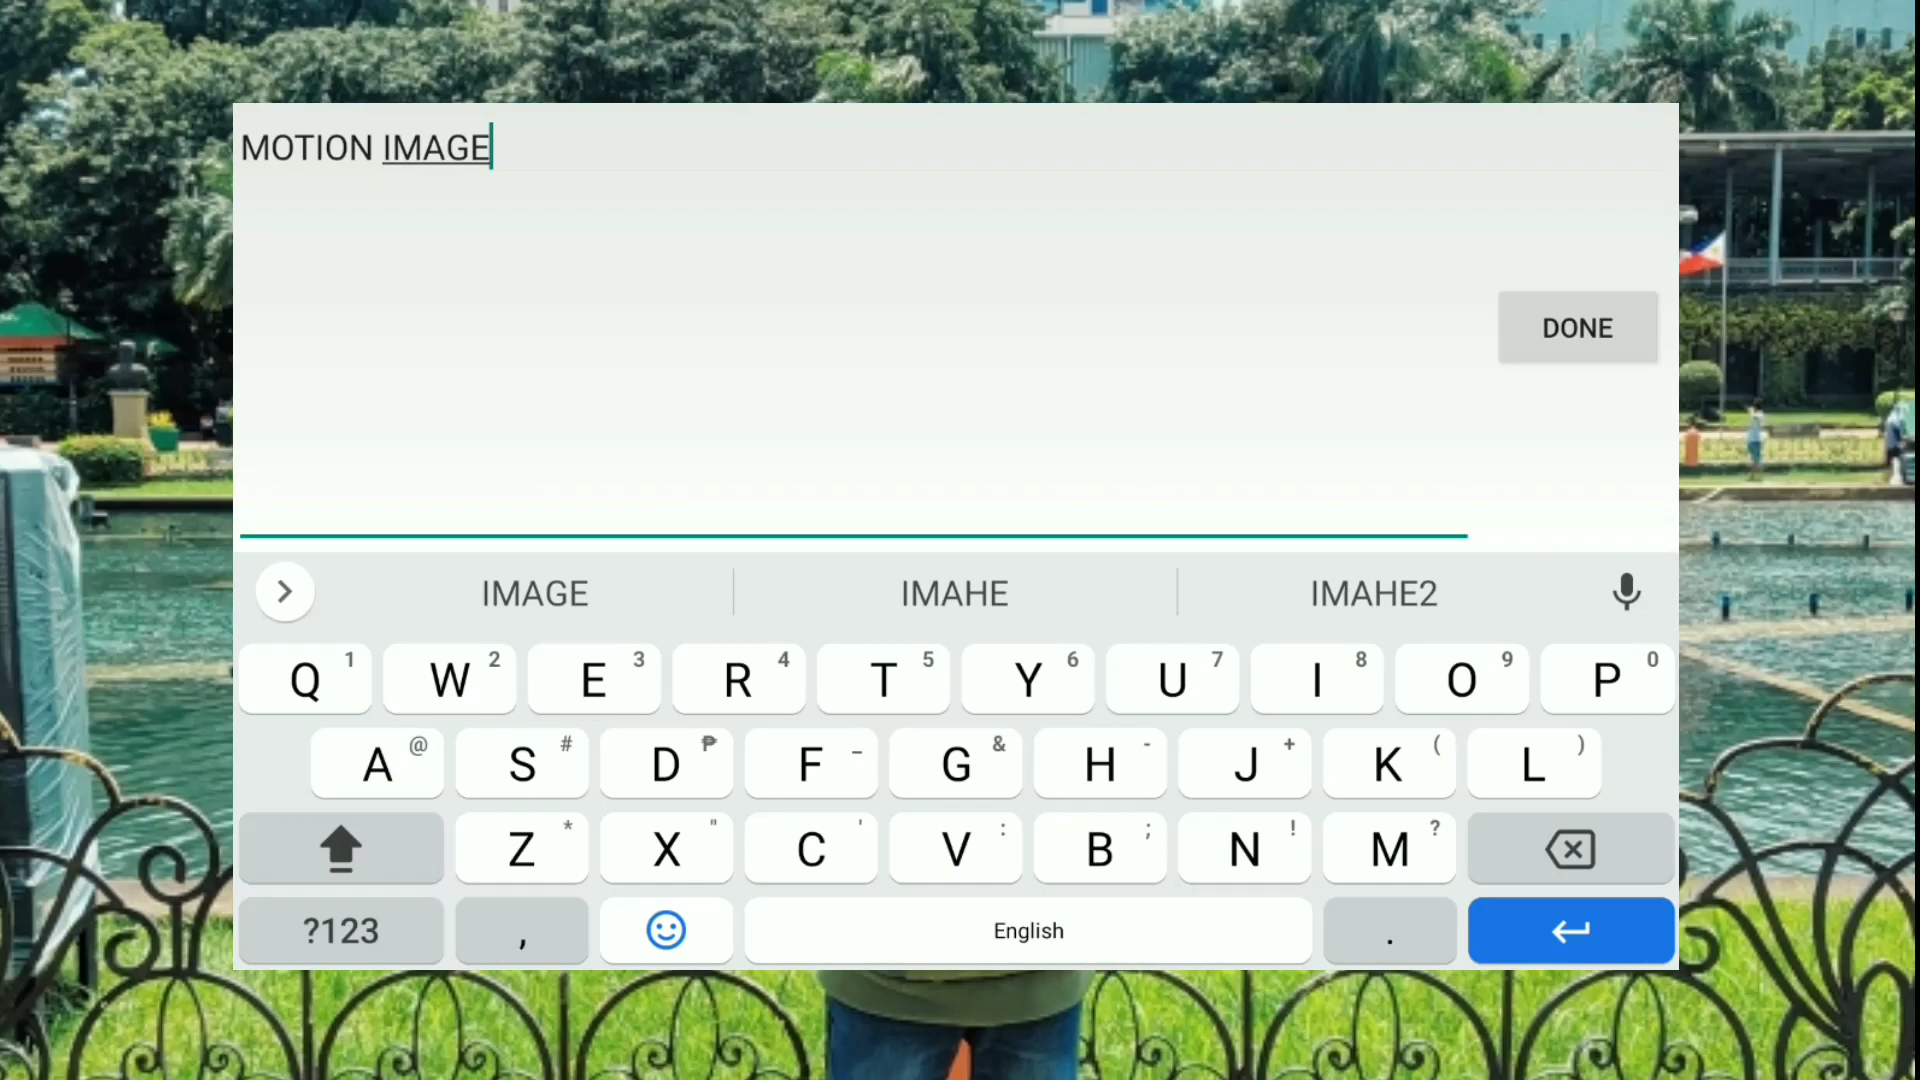 MOTION IMAGE
DONE
IMAGE IMAHE IMAHE2
Q 1 W 2 E 3 R 4 T 5 Y 6 U 7 I 8 O 9 P 0
A @ S # D ₱ F _ G & H - J + K ( L )
Z * X " C ' V : B ; N ! M ?
?123 , English .